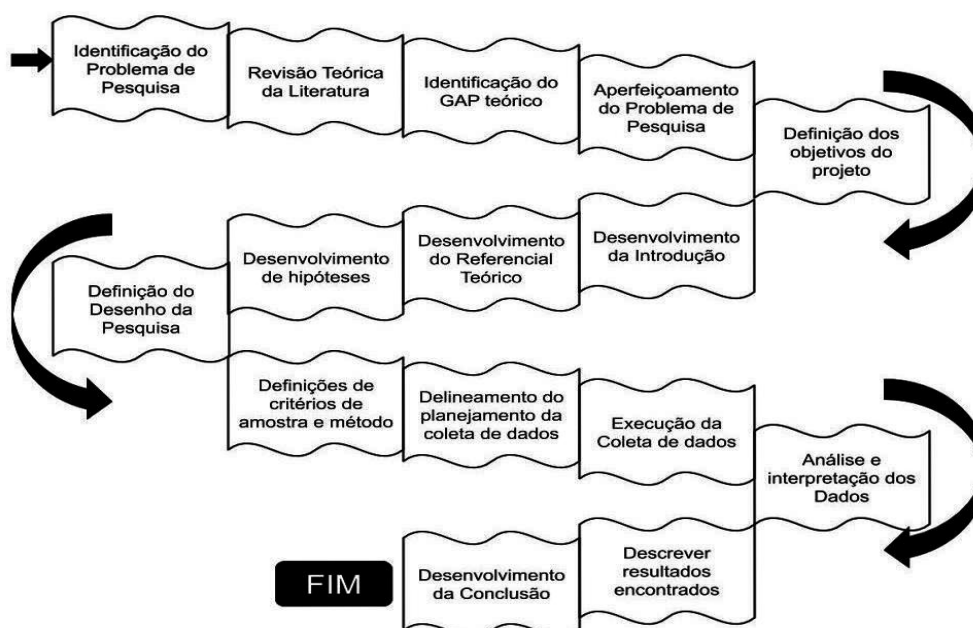 Identificação do
Problema de
Pesquisa
Revisão Teórica
da Literatura
Identificação do
GAP teórico
Aperfeiçoamento
do Problema de
Pesquisa
Definição dos
objetivos do
projeto
Desenvolvimento
da Introdução
Desenvolvimento
do Referencial
Teórico
Desenvolvimento
de hipóteses
Definição do
Desenho da
Pesquisa
Definições de
critérios de
amostra e método
Delineamento do
planejamento da
coleta de dados
Execução da
Coleta de dados
Análise e
interpretação dos
Dados
Descrever
resultados
encontrados
Desenvolvimento
da Conclusão
FIM